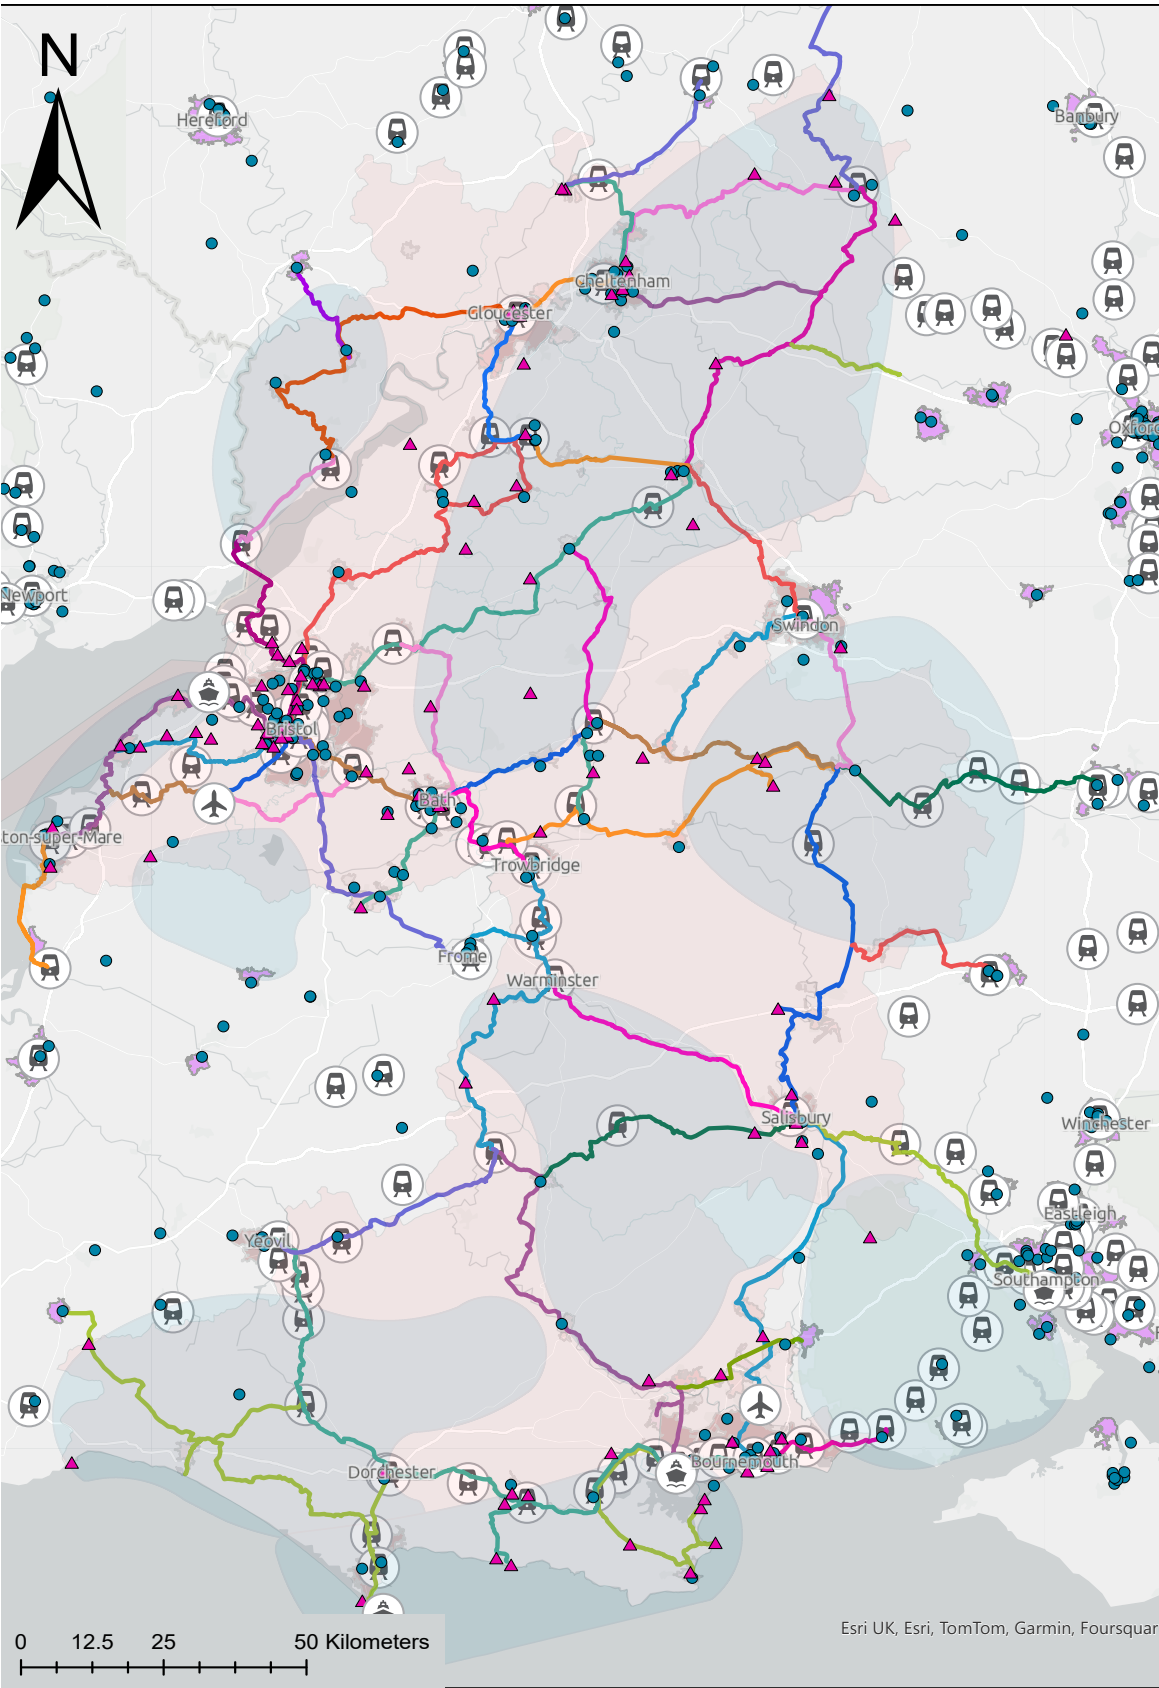 N
Hereford
Banbury
Cheltenham
Gloucester
Oxford
Newport
Swindon
Bristol
Bath
ton-super-Mare
Trowbridge
Frome
Warminster
Salisbury
Winchester
Eastleigh
Yeovil
Southampton
Bournemouth
Dorchester
Esri UK, Esri, TomTom, Garmin, Foursquar
0 12.5 25 50 Kilometers